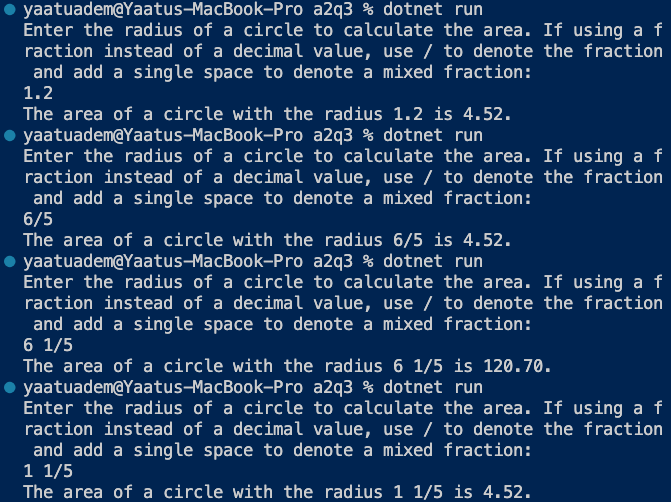 yaatuadem@Yaatus-MacBook-Pro a2q3 % dotnet run
Enter the radius of a circle to calculate the area. If using a f
raction instead of a decimal value, use / to denote the fraction
 and add a single space to denote a mixed fraction:
1.2
The area of a circle with the radius 1.2 is 4.52.
yaatuadem@Yaatus-MacBook-Pro a2q3 % dotnet run
Enter the radius of a circle to calculate the area. If using a f
raction instead of a decimal value, use / to denote the fraction
 and add a single space to denote a mixed fraction:
6/5
The area of a circle with the radius 6/5 is 4.52.
yaatuadem@Yaatus-MacBook-Pro a2q3 % dotnet run
Enter the radius of a circle to calculate the area. If using a f
raction instead of a decimal value, use / to denote the fraction
 and add a single space to denote a mixed fraction:
6 1/5
The area of a circle with the radius 6 1/5 is 120.70.
yaatuadem@Yaatus-MacBook-Pro a2q3 % dotnet run
Enter the radius of a circle to calculate the area. If using a f
raction instead of a decimal value, use / to denote the fraction
 and add a single space to denote a mixed fraction:
1 1/5
The area of a circle with the radius 1 1/5 is 4.52.